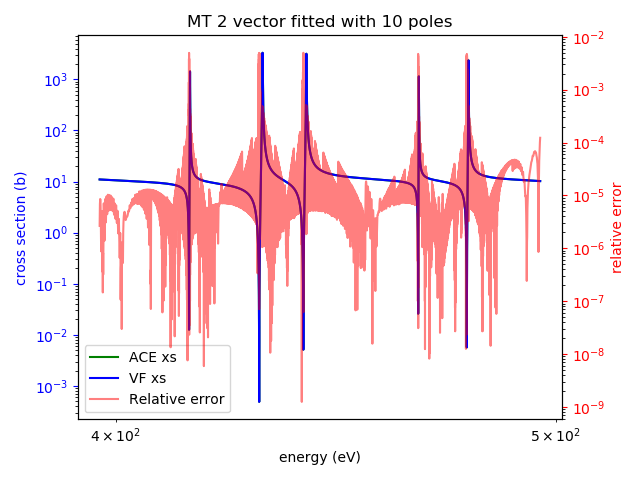 MT 2 vector fitted with 10 poles
cross section (b)
10³
10²
10¹
10⁰
10⁻¹
10⁻²
10⁻³
10⁻²
10⁻³
10⁻⁴
10⁻⁵
10⁻⁶
10⁻⁷
10⁻⁸
10⁻⁹
relative error
ACE xs
VF xs
Relative error
4 × 10²
5 × 10²
energy (eV)